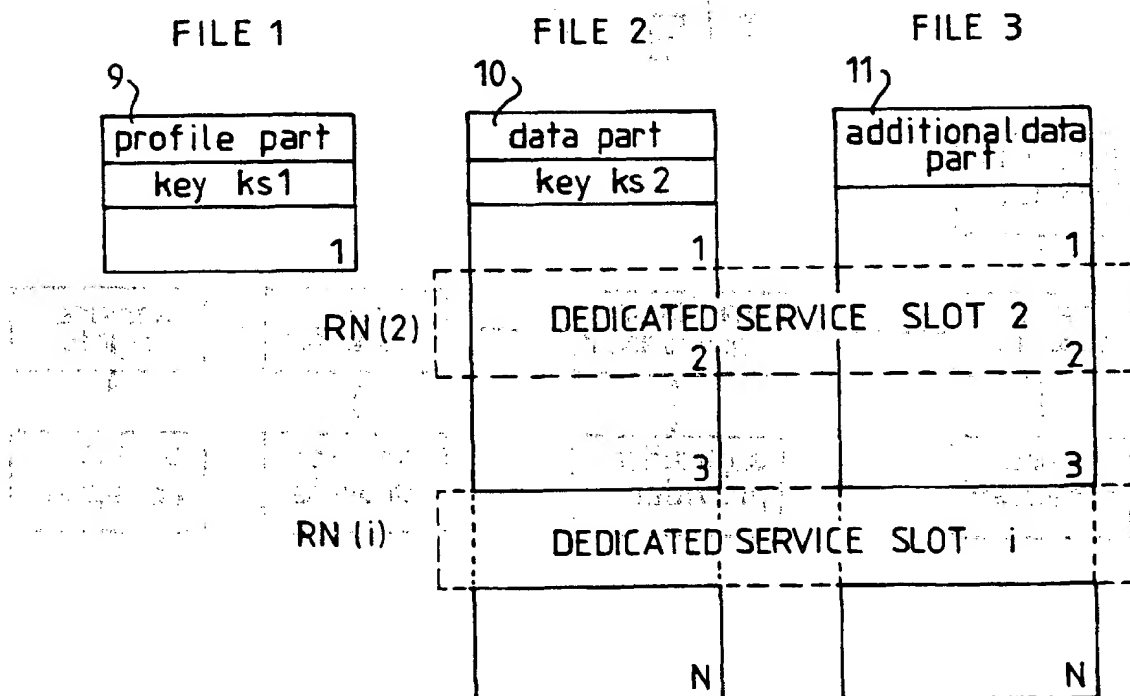 FILE 1 FILE 2 FILE 3
9 10 11
profile part data part additional data part
key ks1 key ks2
1 1 1
RN (2) DEDICATED SERVICE SLOT 2
2 2
3 3
RN (i) DEDICATED SERVICE SLOT i
N N